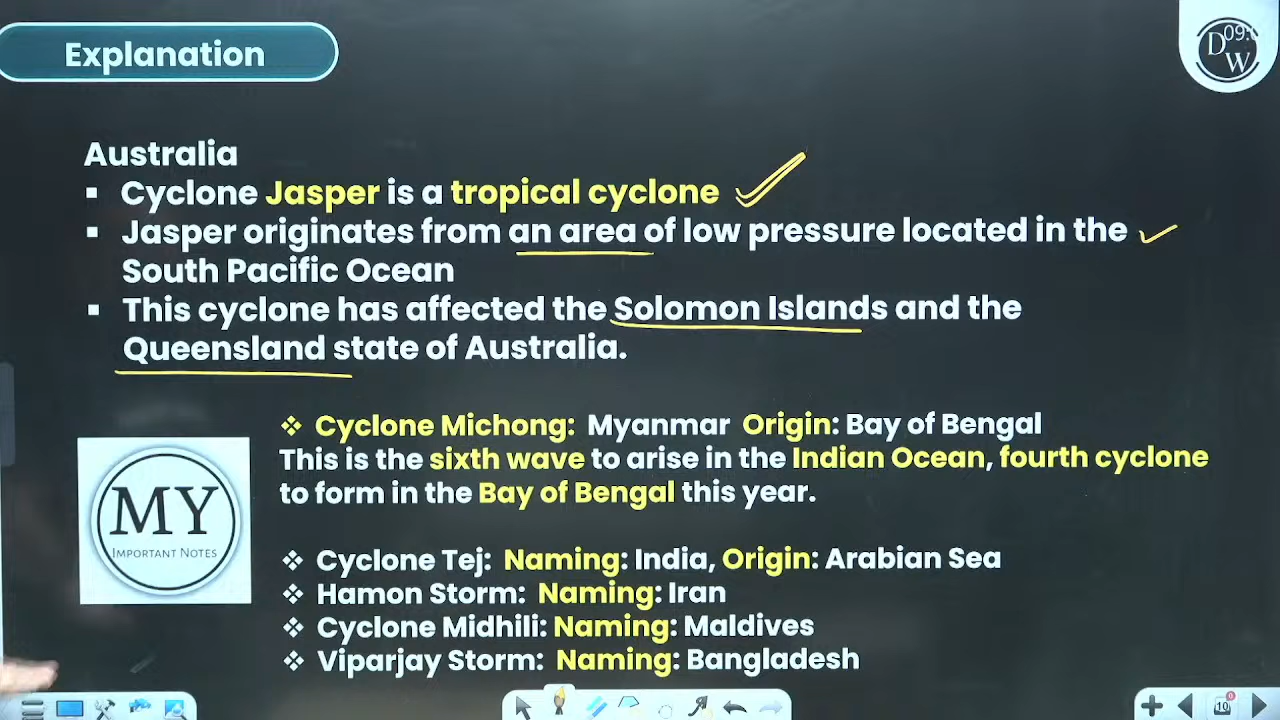 Explanation
09:
D
W
Australia
▪ Cyclone Jasper is a tropical cyclone
▪ Jasper originates from an area of low pressure located in the
South Pacific Ocean
▪ This cyclone has affected the Solomon Islands and the
Queensland state of Australia.
❖ Cyclone Michong: Myanmar Origin: Bay of Bengal
This is the sixth wave to arise in the Indian Ocean, fourth cyclone
to form in the Bay of Bengal this year.
MY
IMPORTANT NOTES
❖ Cyclone Tej: Naming: India, Origin: Arabian Sea
❖ Hamon Storm: Naming: Iran
❖ Cyclone Midhili: Naming: Maldives
❖ Viparjay Storm: Naming: Bangladesh
10